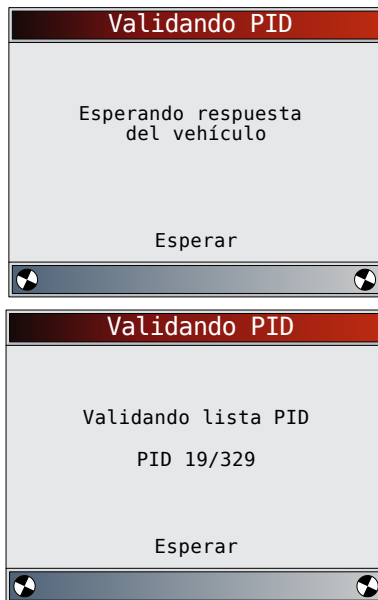 Validando PID
Esperando respuesta
del vehículo
Esperar
Validando PID
Validando lista PID
PID 19/329
Esperar